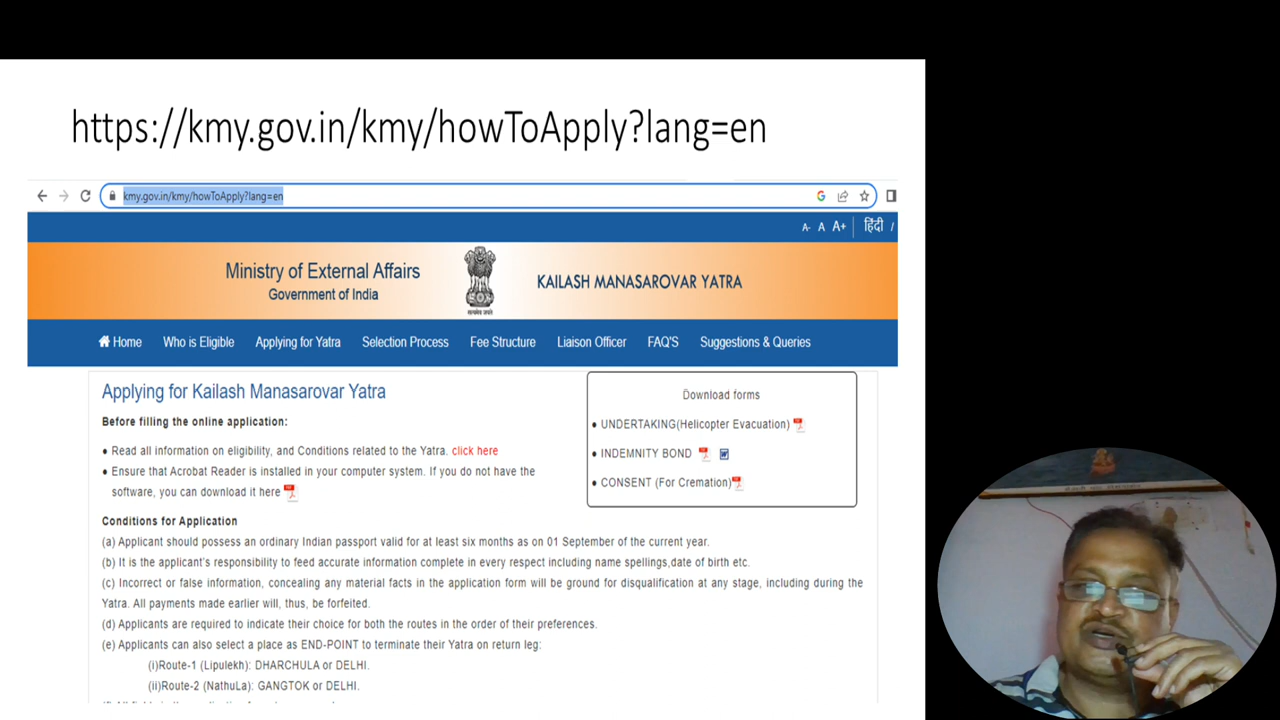 https://kmy.gov.in/kmy/howToApply?lang=en
kmy.gov.in/kmy/howToApply?lang=en
A- A A+ हिंदी /
Ministry of External Affairs
Government of India
सत्यमेव जयते
KAILASH MANASAROVAR YATRA
Home Who is Eligible Applying for Yatra Selection Process Fee Structure Liaison Officer FAQ'S Suggestions & Queries
Applying for Kailash Manasarovar Yatra
Before filling the online application:
• Read all information on eligibility, and Conditions related to the Yatra. click here
• Ensure that Acrobat Reader is installed in your computer system. If you do not have the
software, you can download it here
Download forms
• UNDERTAKING(Helicopter Evacuation)
• INDEMNITY BOND
• CONSENT (For Cremation)
Conditions for Application
(a) Applicant should possess an ordinary Indian passport valid for at least six months as on 01 September of the current year.
(b) It is the applicant's responsibility to feed accurate information complete in every respect including name spellings,date of birth etc.
(c) Incorrect or false information, concealing any material facts in the application form will be ground for disqualification at any stage, including during the
Yatra. All payments made earlier will, thus, be forfeited.
(d) Applicants are required to indicate their choice for both the routes in the order of their preferences.
(e) Applicants can also select a place as END-POINT to terminate their Yatra on return leg:
(i)Route-1 (Lipulekh): DHARCHULA or DELHI.
(ii)Route-2 (NathuLa): GANGTOK or DELHI.